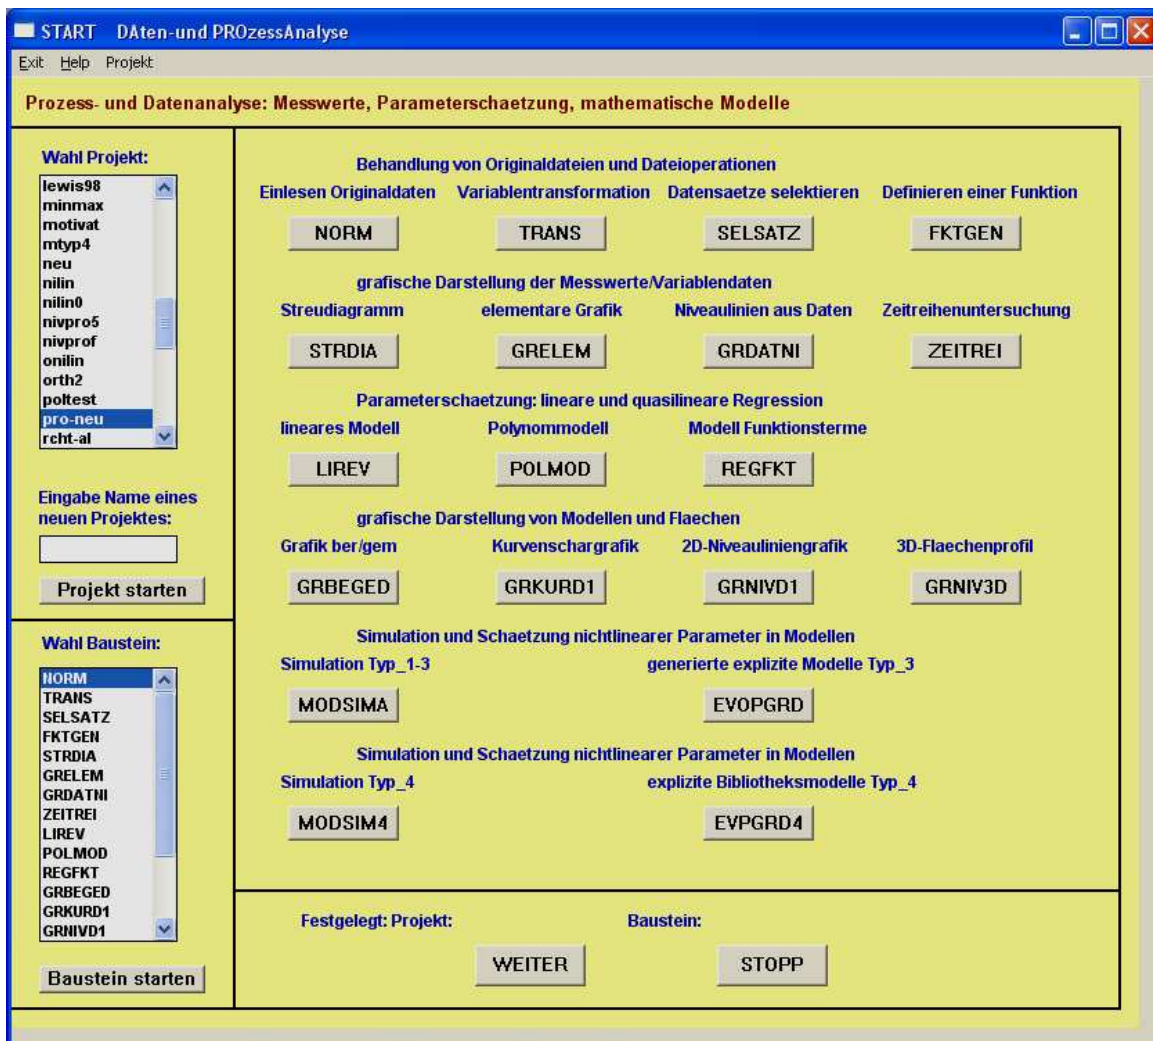 START DAten-und PROzessAnalyse
Exit Help Projekt
Prozess- und Datenanalyse: Messwerte, Parameterschaetzung, mathematische Modelle
Wahl Projekt:
lewis98
minmax
motivat
mtyp4
neu
nilin
nilin0
nivpro5
nivprof
onilin
orth2
poltest
pro-neu
rcht-al
Eingabe Name eines
neuen Projektes:
Projekt starten
Wahl Baustein:
NORM
TRANS
SELSATZ
FKTGEN
STRDIA
GRELEM
GRDATNI
ZEITREI
LIREV
POLMOD
REGFKT
GRBEGED
GRKURD1
GRNIVD1
Baustein starten
Behandlung von Originaldateien und Dateioperationen
Einlesen Originaldaten Variablentransformation Datensaetze selektieren Definieren einer Funktion
NORM TRANS SELSATZ FKTGEN
grafische Darstellung der Messwerte/Variablendaten
Streudiagramm elementare Grafik Niveaulinien aus Daten Zeitreihenuntersuchung
STRDIA GRELEM GRDATNI ZEITREI
Parameterschaetzung: lineare und quasilineare Regression
lineares Modell Polynommodell Modell Funktionsterme
LIREV POLMOD REGFKT
grafische Darstellung von Modellen und Flaechen
Grafik ber/gem Kurvenschargrafik 2D-Niveauliniengrafik 3D-Flaechenprofil
GRBEGED GRKURD1 GRNIVD1 GRNIV3D
Simulation und Schaetzung nichtlinearer Parameter in Modellen
Simulation Typ_1-3 generierte explizite Modelle Typ_3
MODSIMA EVOPGRD
Simulation und Schaetzung nichtlinearer Parameter in Modellen
Simulation Typ_4 explizite Bibliotheksmodelle Typ_4
MODSIM4 EVPGRD4
Festgelegt: Projekt: Baustein:
WEITER STOPP